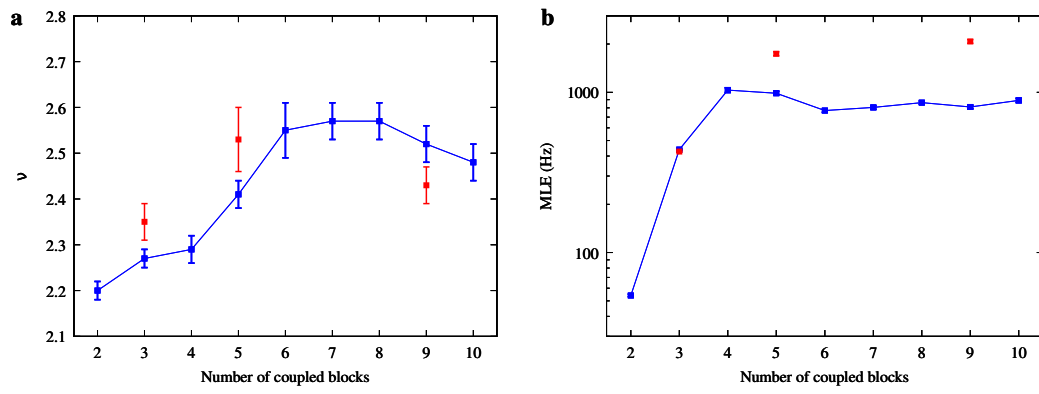 a
2.8
2.7
2.6
2.5
2.4
2.3
2.2
2.1
ν
2 3 4 5 6 7 8 9 10
Number of coupled blocks
b
1000
100
MLE (Hz)
2 3 4 5 6 7 8 9 10
Number of coupled blocks